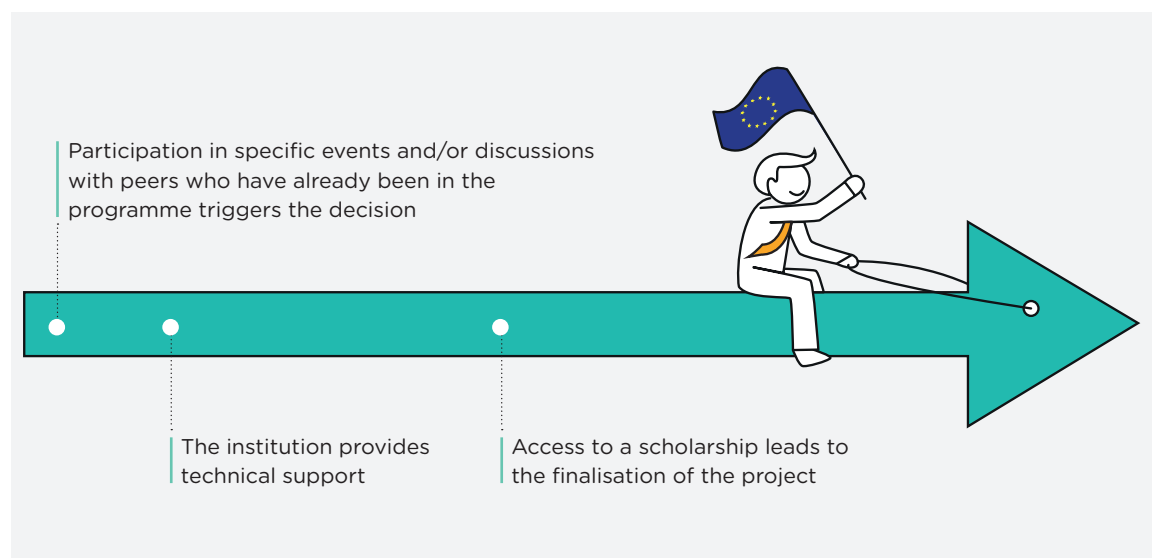 Participation in specific events and/or discussions
with peers who have already been in the
programme triggers the decision
The institution provides
technical support
Access to a scholarship leads to
the finalisation of the project